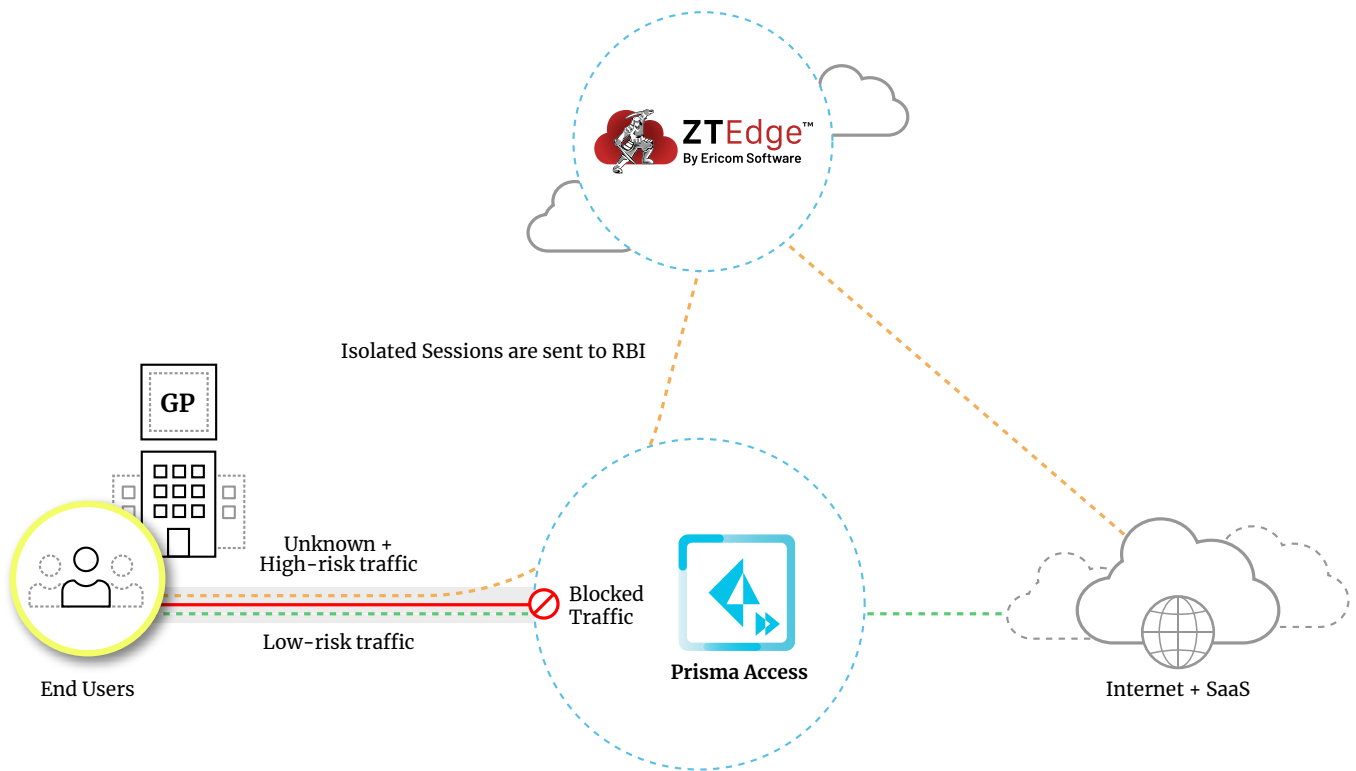 ZTEdge™
By Ericom Software
Isolated Sessions are sent to RBI
GP
Unknown +
High-risk traffic
Blocked
Traffic
Low-risk traffic
Prisma Access
End Users
Internet + SaaS